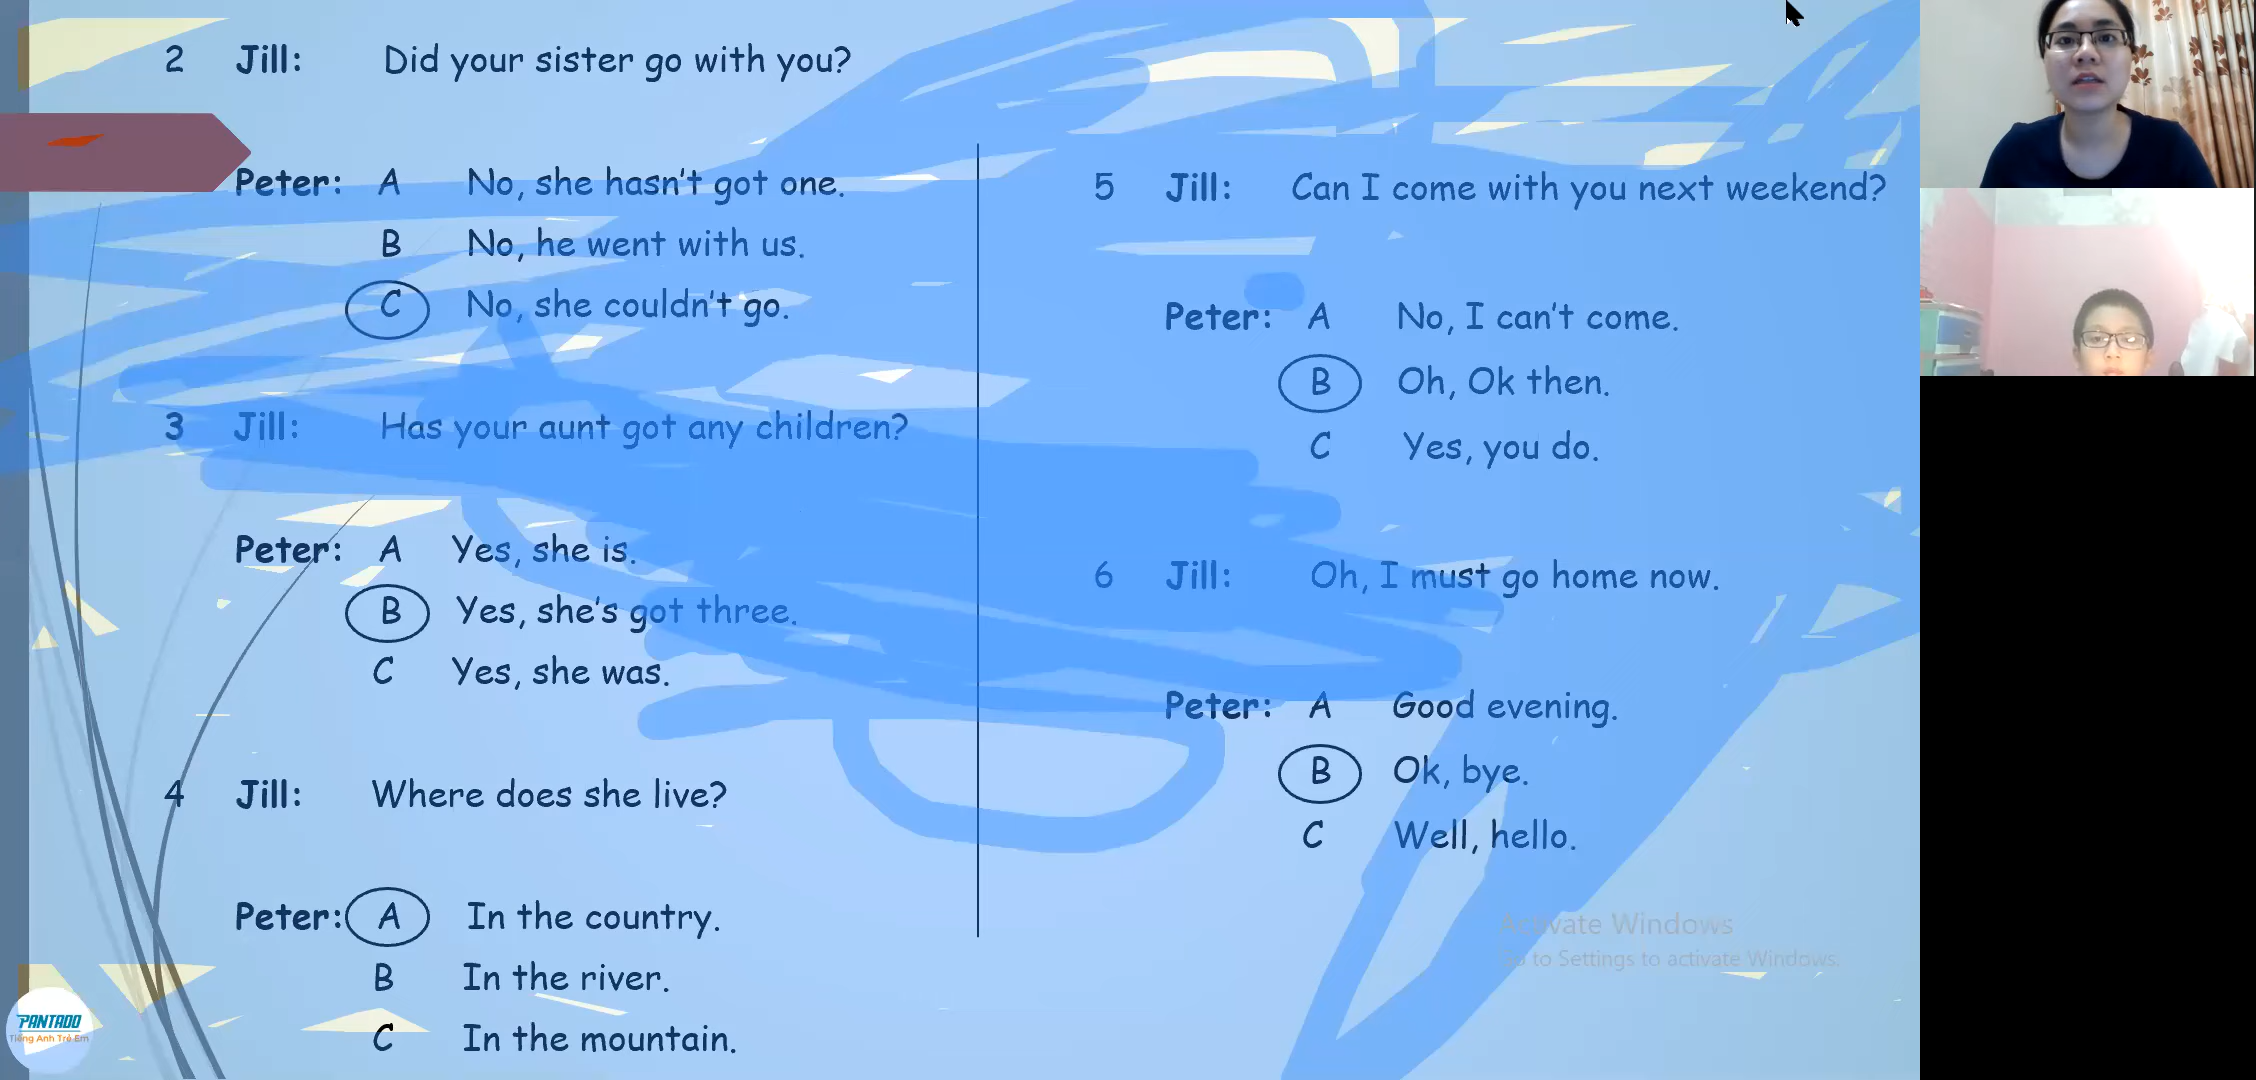 2 Jill: Did your sister go with you?
Peter: A No, she hasn't got one.
B No, he went with us.
C No, she couldn't go.
3 Jill: Has your aunt got any children?
Peter: A Yes, she is.
B Yes, she's got three.
C Yes, she was.
4 Jill: Where does she live?
Peter: A In the country.
B In the river.
C In the mountain.
5 Jill: Can I come with you next weekend?
Peter: A No, I can't come.
B Oh, Ok then.
C Yes, you do.
6 Jill: Oh, I must go home now.
Peter: A Good evening.
B Ok, bye.
C Well, hello.
Activate Windows
Go to Settings to activate Windows.
PANTADO
Tiếng Anh Trẻ Em